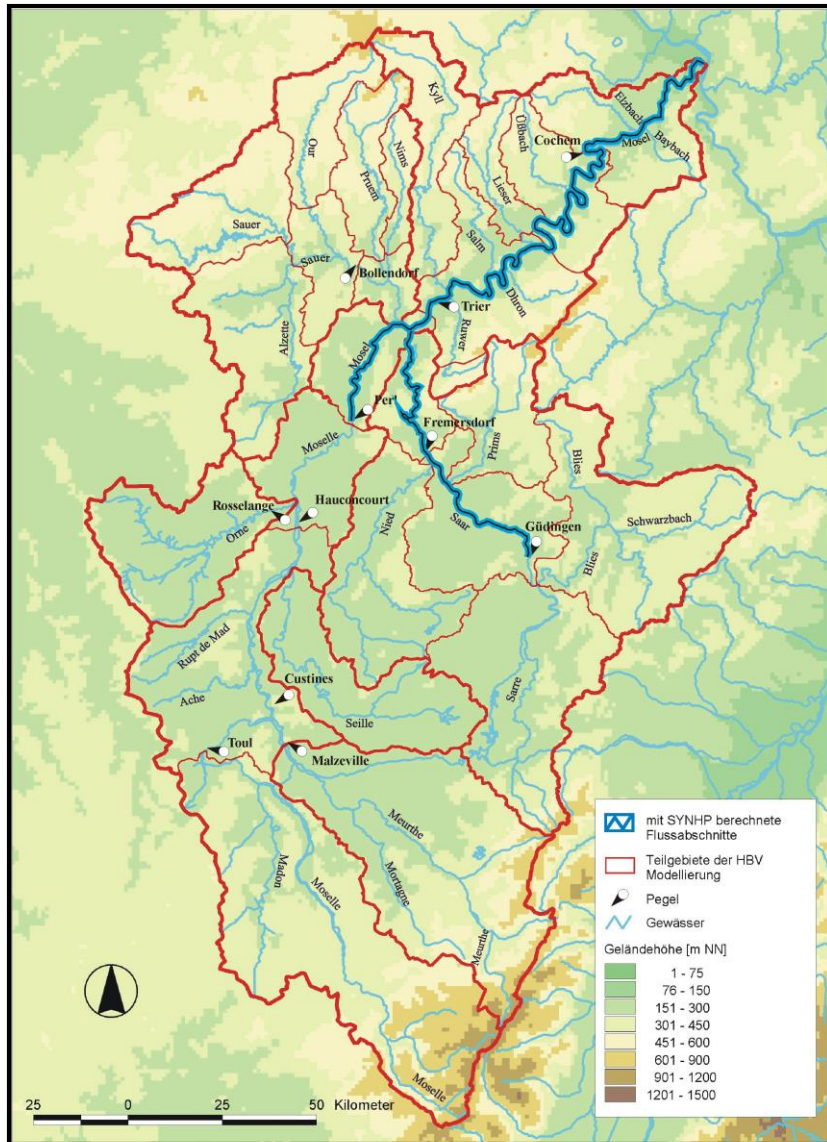 Kyll
Elzbach
Our
Üßbach
Mosel
Baybach
Cochem
Nims
Pruem
Lieser
Sauer
Salm
Sauer
Bollendorf
Dhron
Trier
Ruwer
Alzette
Mosel
Perl
Fremersdorf
Prims
Moselle
Blies
Rosselange
Hauconcourt
Schwarzbach
Orne
Nied
Saar
Güdingen
Blies
Rupt de Mad
Custines
Sarre
Ache
Seille
Toul
Malzeville
Meurthe
Madon
Moselle
Mortagne
Meurthe
Moselle
mit SYNHP berechnete
Flussabschnitte
Teilgebiete der HBV
Modellierung
Pegel
Gewässer
Geländehöhe [m NN]
1 - 75
76 - 150
151 - 300
301 - 450
451 - 600
601 - 900
901 - 1200
1201 - 1500
25 0 25 50 Kilometer